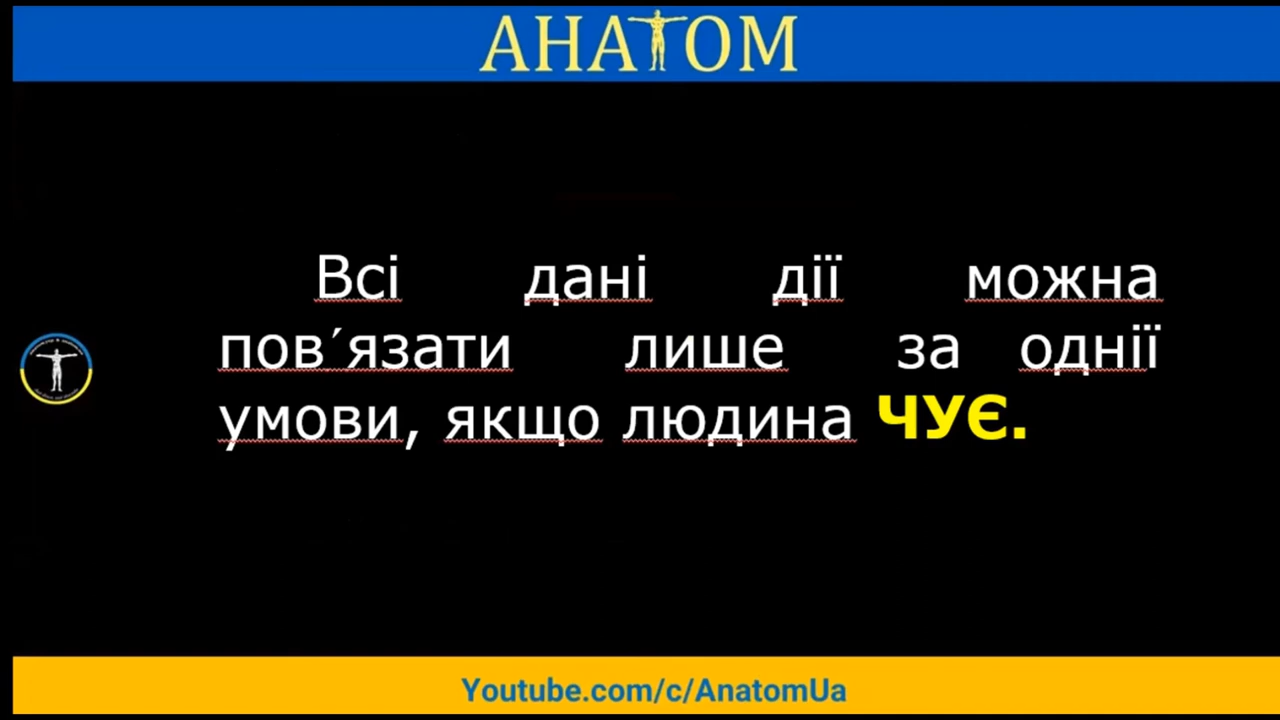 АНАТОМ
Всі дані дії можна
пов´язати лише за однії
умови, якщо людина ЧУЄ.
Youtube.com/c/AnatomUa